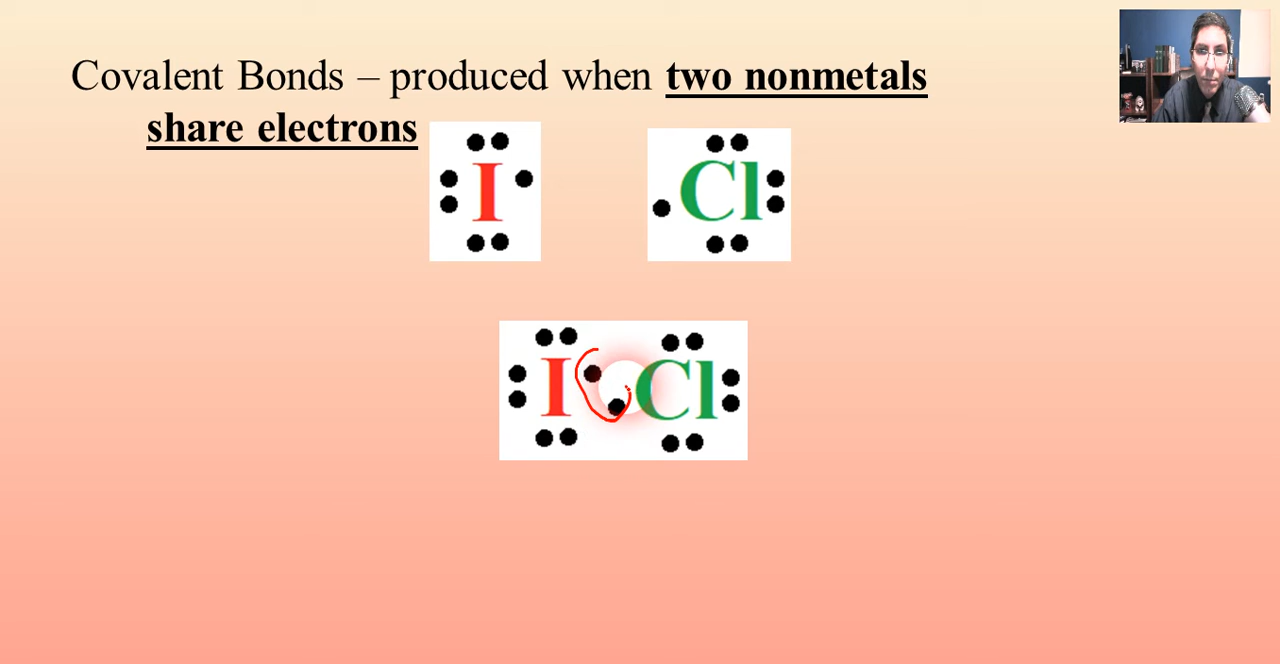 Covalent Bonds – produced when two nonmetals
share electrons
I Cl
I Cl